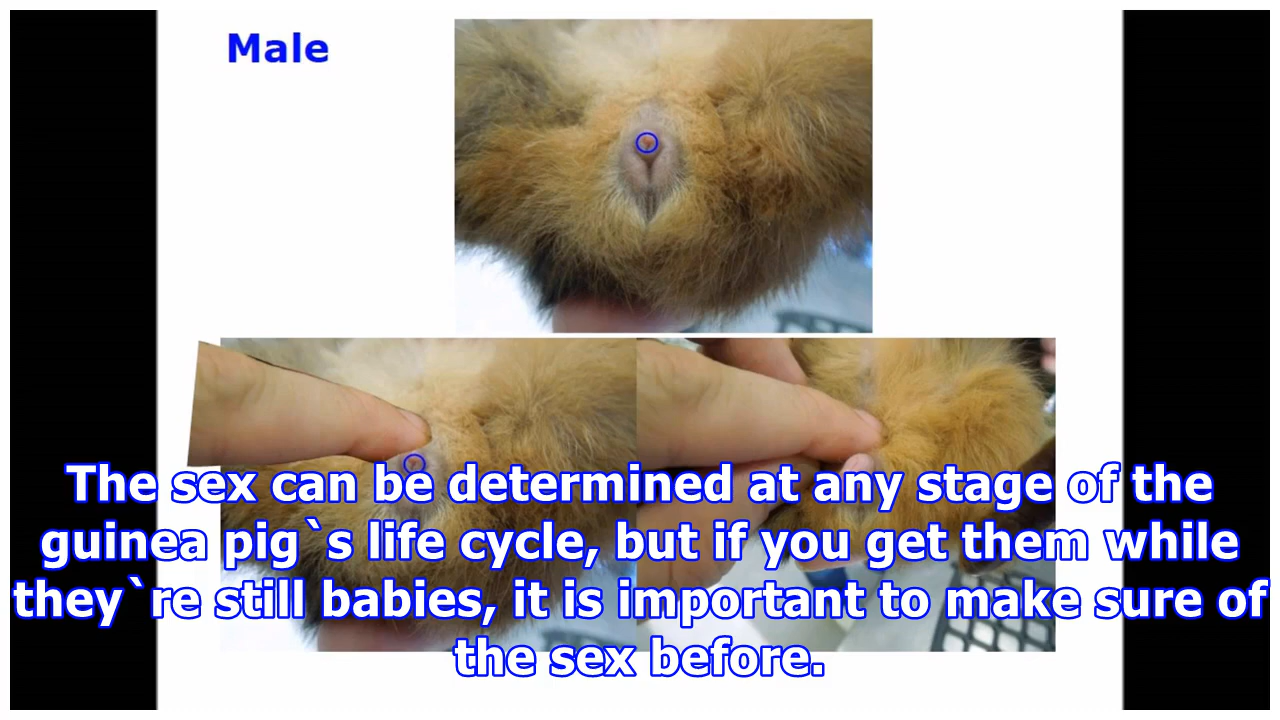 Male
The sex can be determined at any stage of the
guinea pig`s life cycle, but if you get them while
they`re still babies, it is important to make sure of
the sex before.